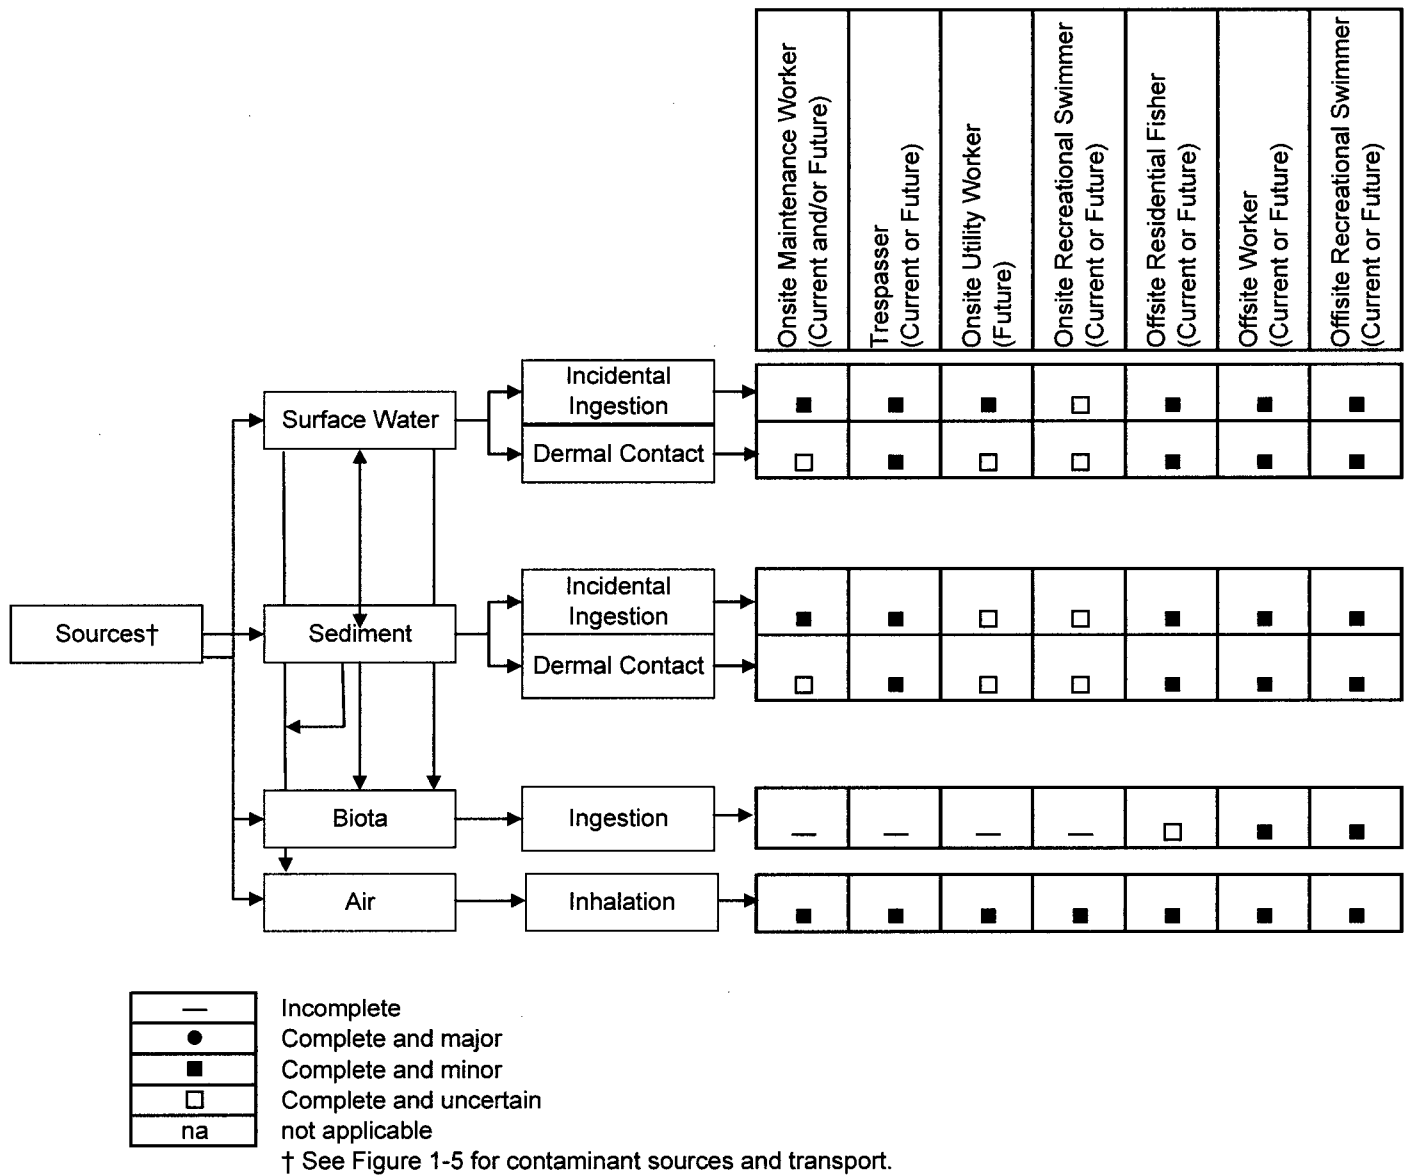 Onsite Maintenance Worker
(Current and/or Future)
Trespasser
(Current or Future)
Onsite Utility Worker
(Future)
Onsite Recreational Swimmer
(Current or Future)
Offsite Residential Fisher
(Current or Future)
Offsite Worker
(Current or Future)
Offisite Recreational Swimmer
(Current or Future)
Incidental
Ingestion
Surface Water
Dermal Contact
Incidental
Ingestion
Sources†
Sediment
Dermal Contact
Biota
Ingestion
Air
Inhalation
— Incomplete
● Complete and major
■ Complete and minor
□ Complete and uncertain
na not applicable
† See Figure 1-5 for contaminant sources and transport.